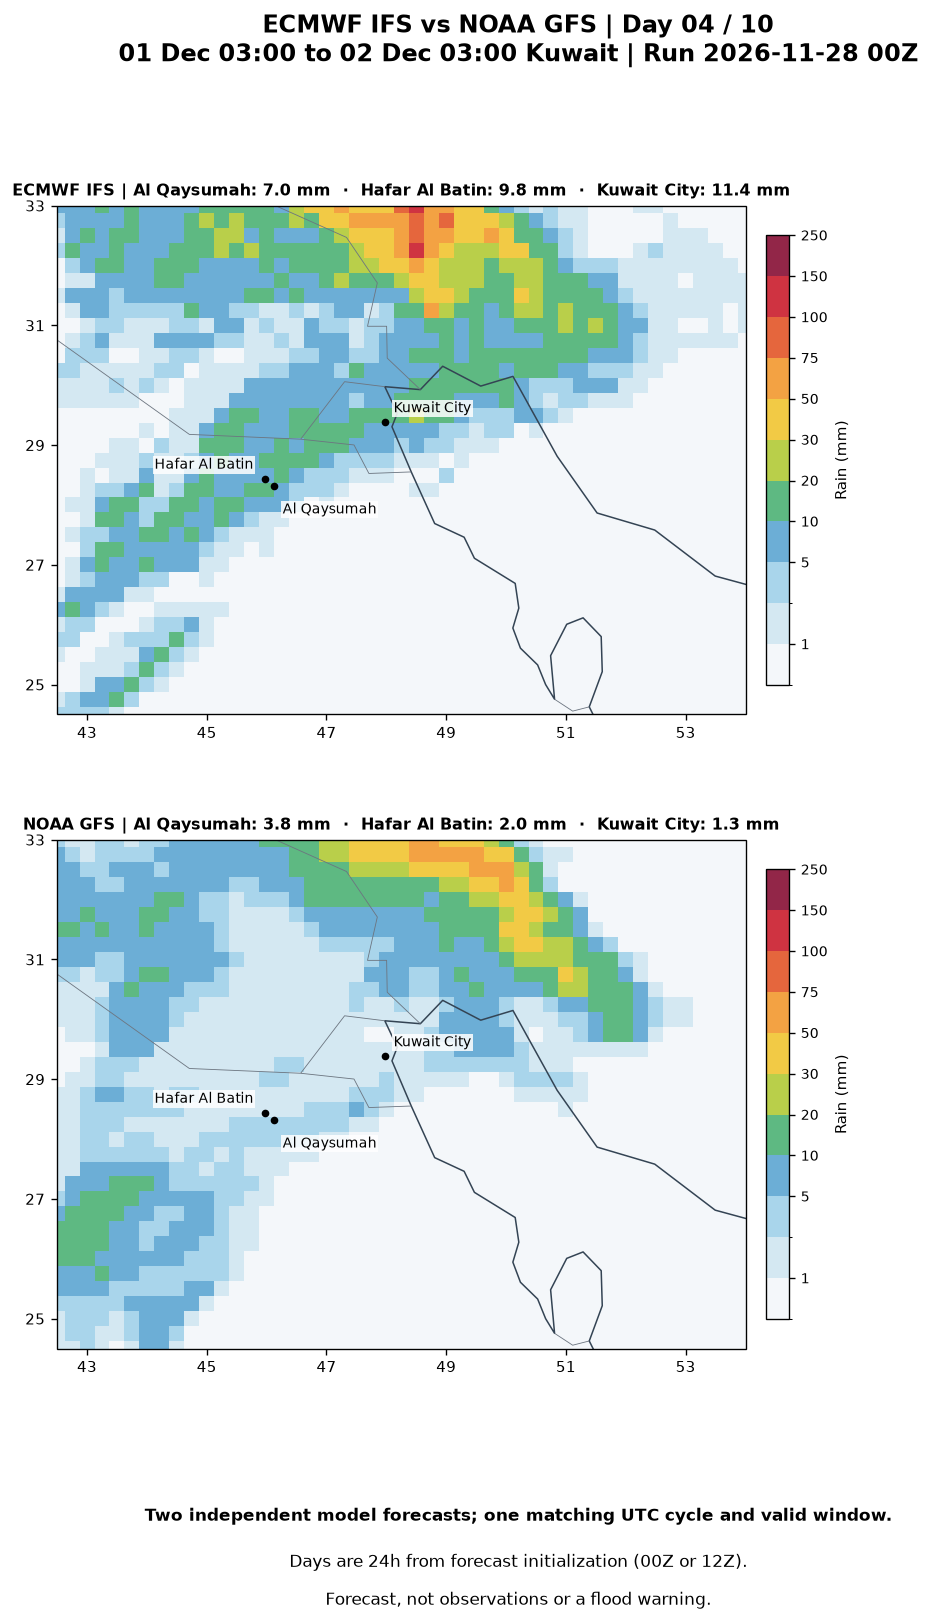 ECMWF IFS vs NOAA GFS | Day 04 / 10
01 Dec 03:00 to 02 Dec 03:00 Kuwait | Run 2026-11-28 00Z
ECMWF IFS | Al Qaysumah: 7.0 mm · Hafar Al Batin: 9.8 mm · Kuwait City: 11.4 mm
33
31
29
27
25
43 45 47 49 51 53
Kuwait City
Hafar Al Batin
Al Qaysumah
250
150
100
75
50
30
20
10
5
1
Rain (mm)
NOAA GFS | Al Qaysumah: 3.8 mm · Hafar Al Batin: 2.0 mm · Kuwait City: 1.3 mm
33
31
29
27
25
43 45 47 49 51 53
Kuwait City
Hafar Al Batin
Al Qaysumah
250
150
100
75
50
30
20
10
5
1
Rain (mm)
Two independent model forecasts; one matching UTC cycle and valid window.
Days are 24h from forecast initialization (00Z or 12Z).
Forecast, not observations or a flood warning.